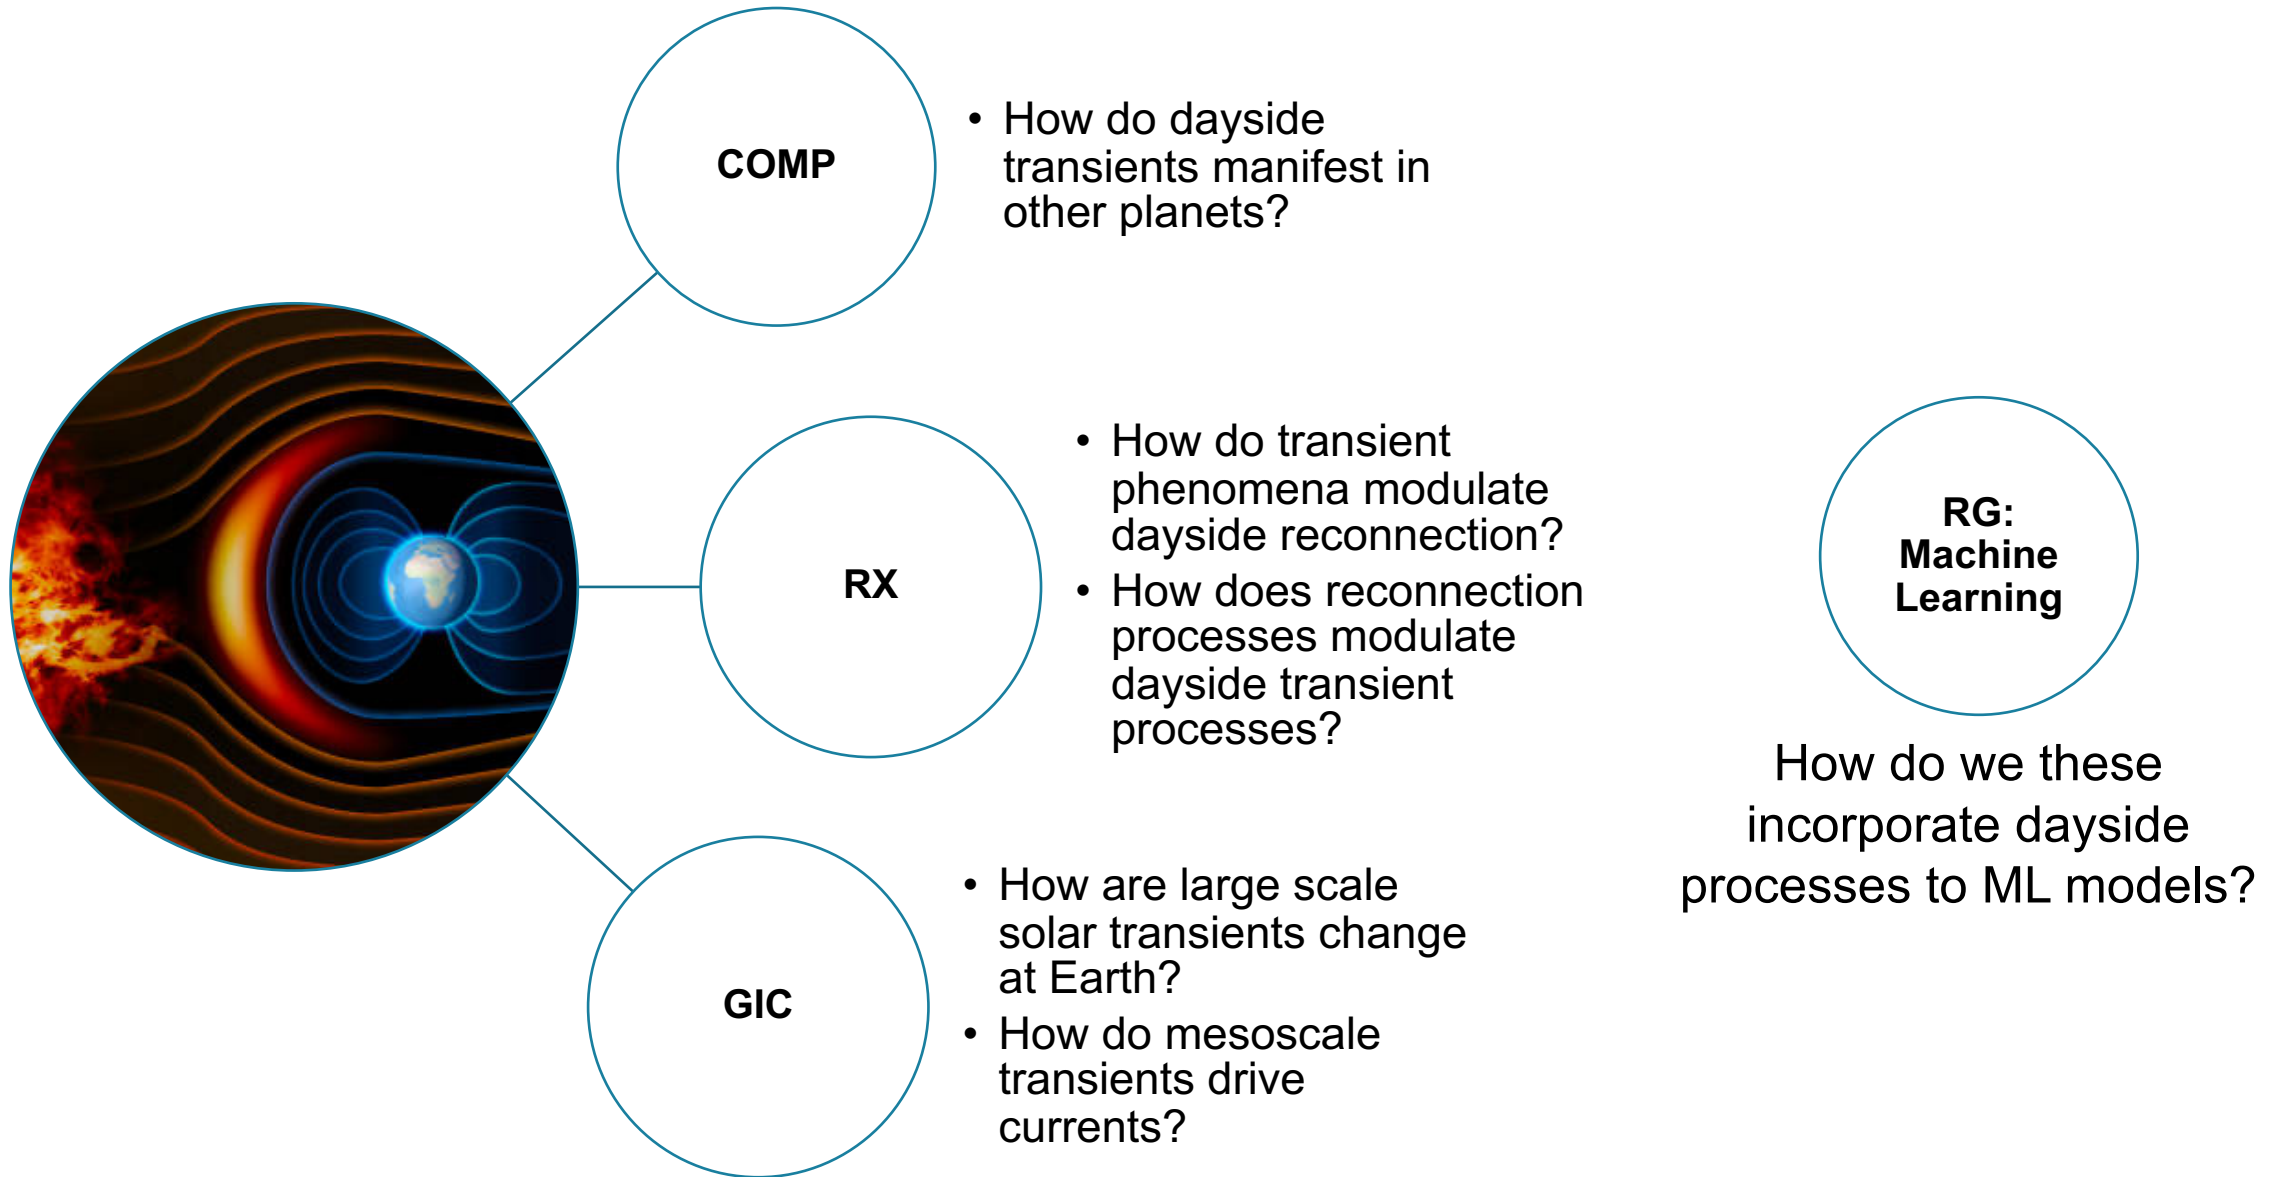 COMP
• How do dayside
transients manifest in
other planets?
RX
• How do transient
phenomena modulate
dayside reconnection?
• How does reconnection
processes modulate
dayside transient
processes?
GIC
• How are large scale
solar transients change
at Earth?
• How do mesoscale
transients drive
currents?
RG:
Machine
Learning
How do we these
incorporate dayside
processes to ML models?